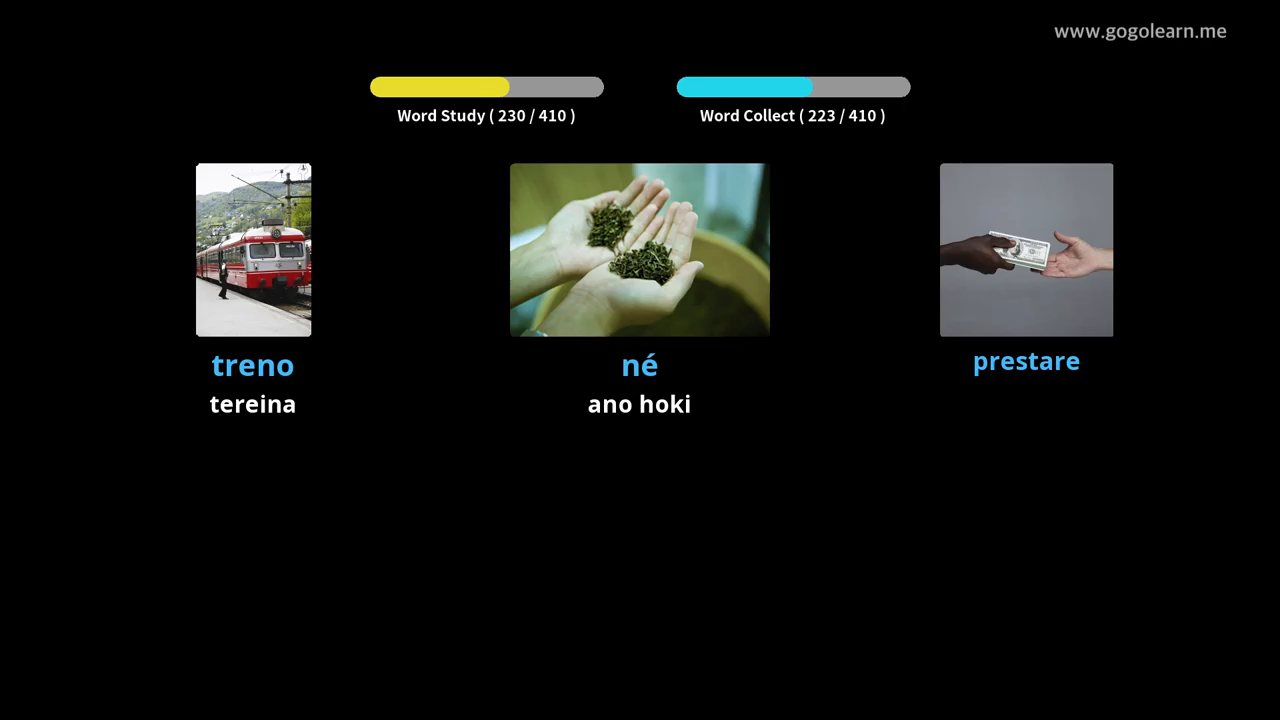 www.gogolearn.me
Word Study ( 230 / 410 )
Word Collect ( 223 / 410 )
treno
né
prestare
tereina
ano hoki